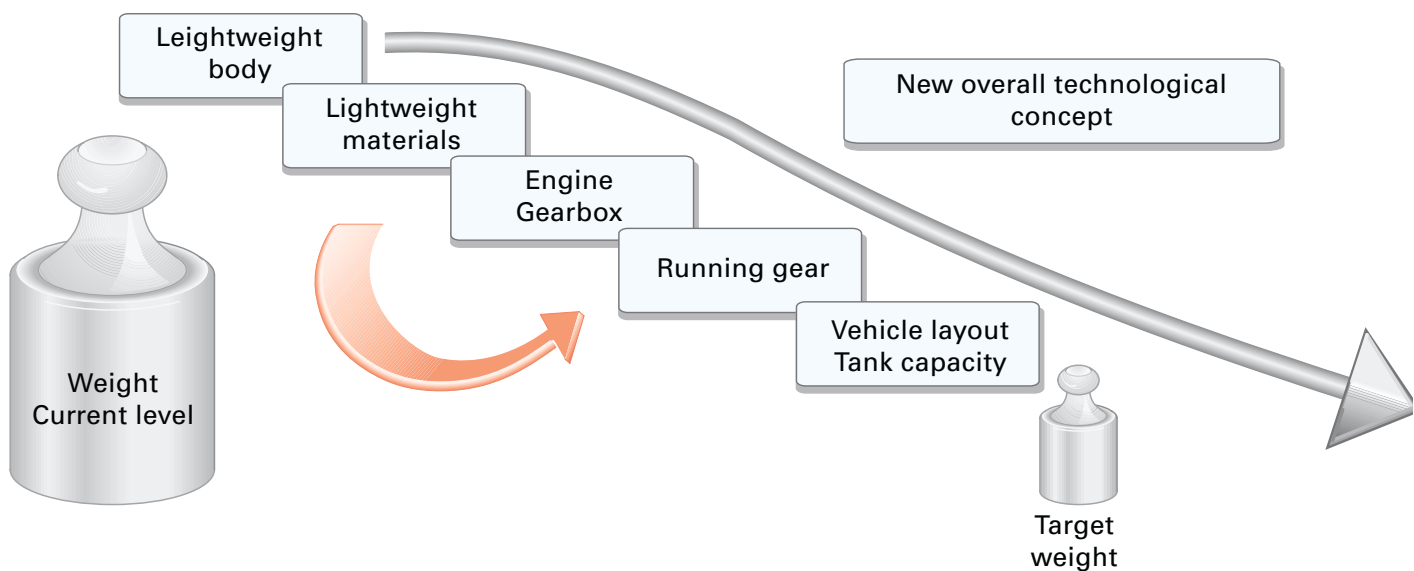 Leightweight
body
Lightweight
materials
New overall technological
concept
Engine
Gearbox
Running gear
Vehicle layout
Tank capacity
Weight
Current level
Target
weight